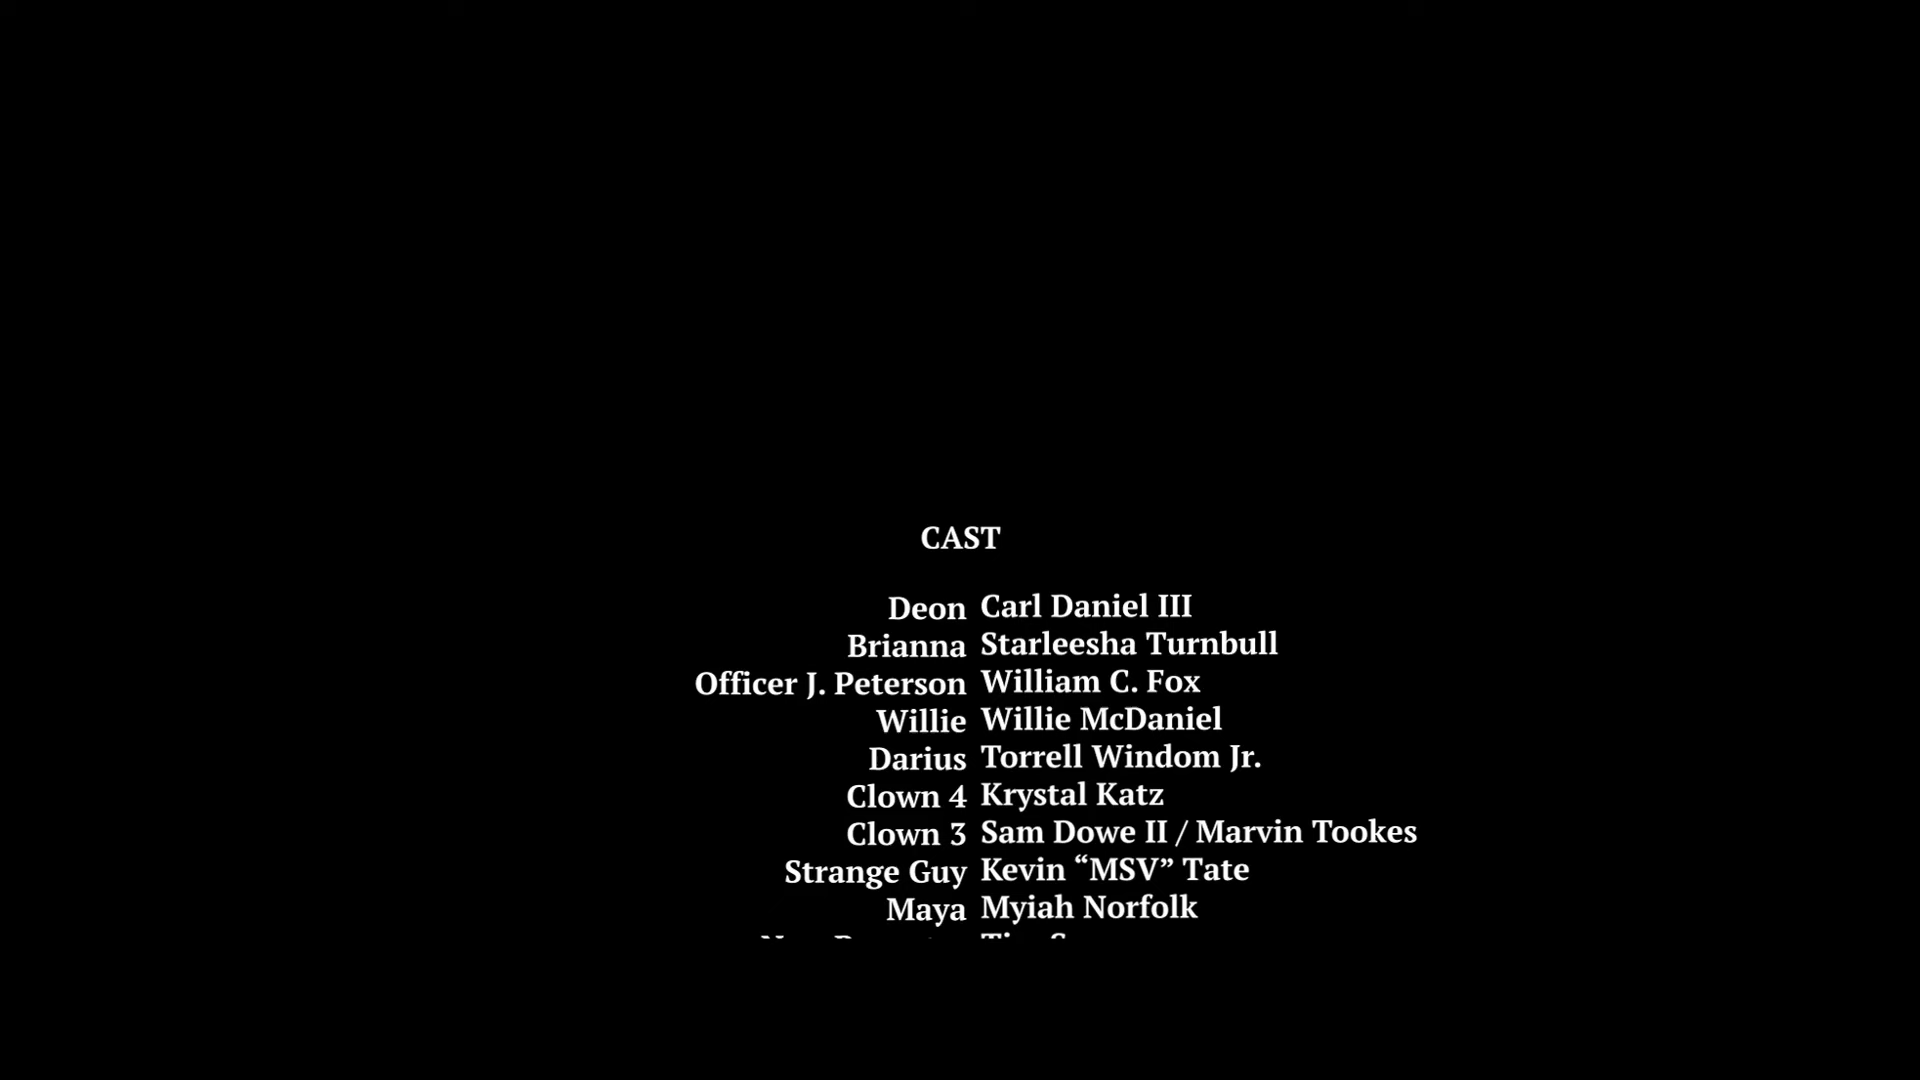 CAST
Deon Carl Daniel III
Brianna Starleesha Turnbull
Officer J. Peterson William C. Fox
Willie Willie McDaniel
Darius Torrell Windom Jr.
Clown 4 Krystal Katz
Clown 3 Sam Dowe II / Marvin Tookes
Strange Guy Kevin “MSV” Tate
Maya Myiah Norfolk